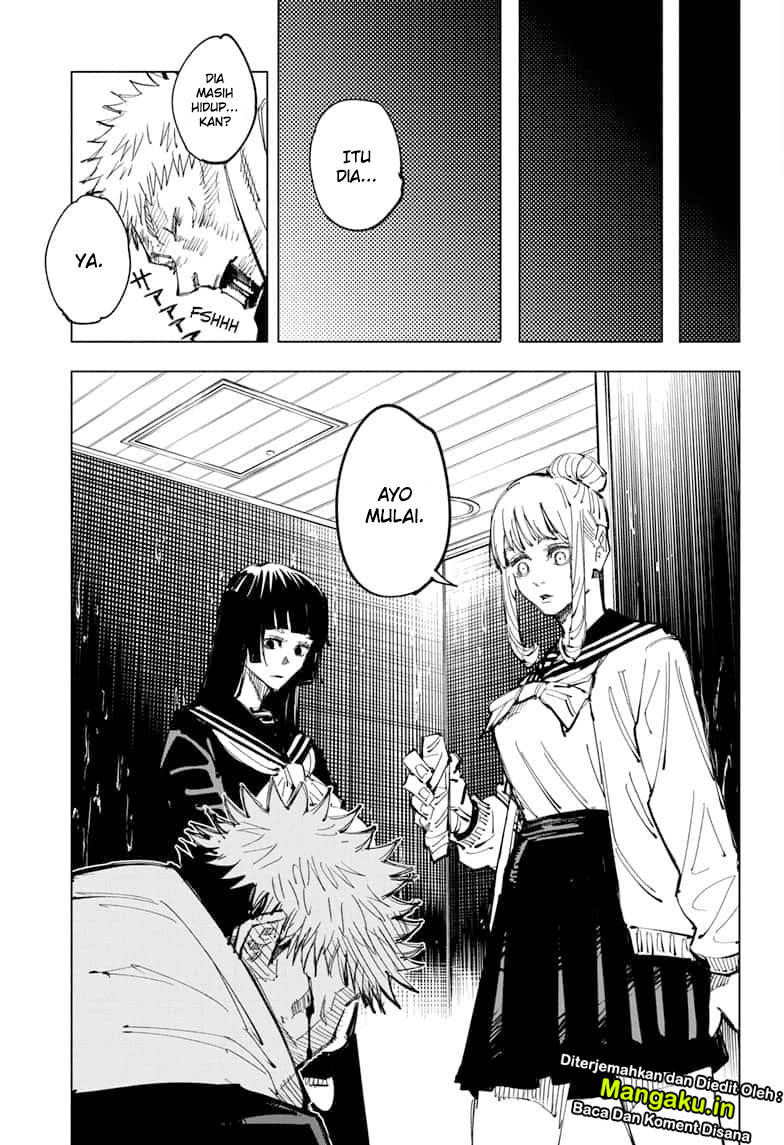 ITU
DIA...
DIA
MASIH
HIDUP...
KAN?
YA.
FSHHH
AYO
MULAI.
Diterjemahkan dan Diedit Oleh :
Mangaku.in
Baca Dan Koment Disana